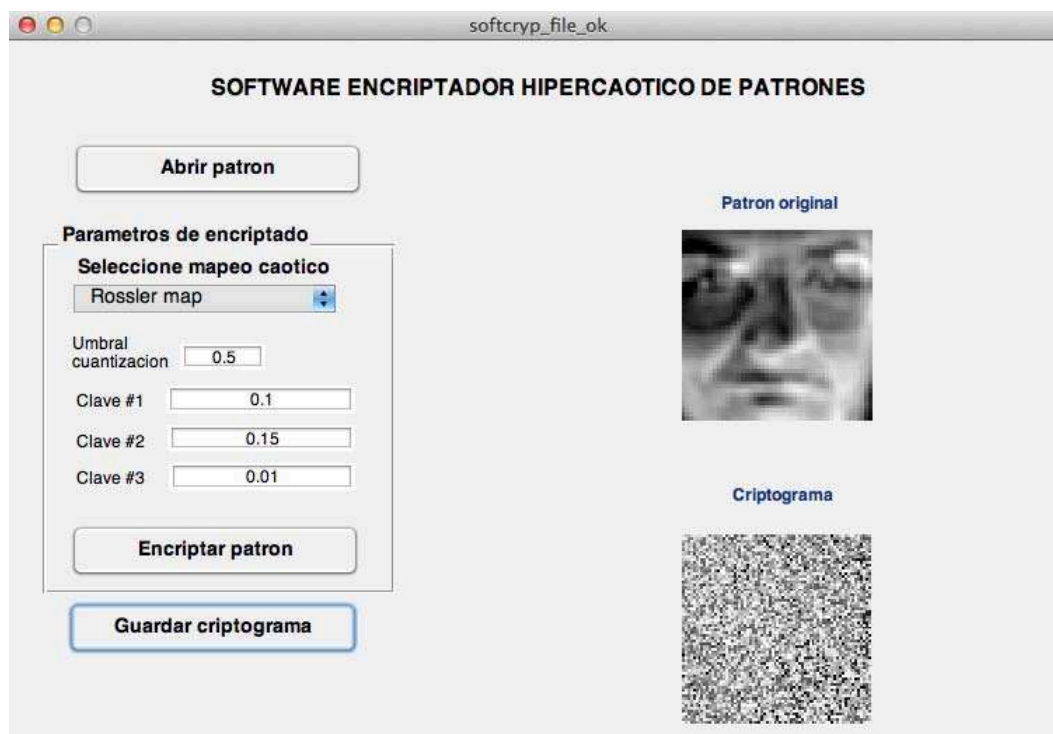 softcryp_file_ok
SOFTWARE ENCRIPTADOR HIPERCAOTICO DE PATRONES
Abrir patron
Parametros de encriptado
Seleccione mapeo caotico
Rossler map
Umbral
cuantizacion 0.5
Clave #1 0.1
Clave #2 0.15
Clave #3 0.01
Encriptar patron
Guardar criptograma
Patron original
Criptograma